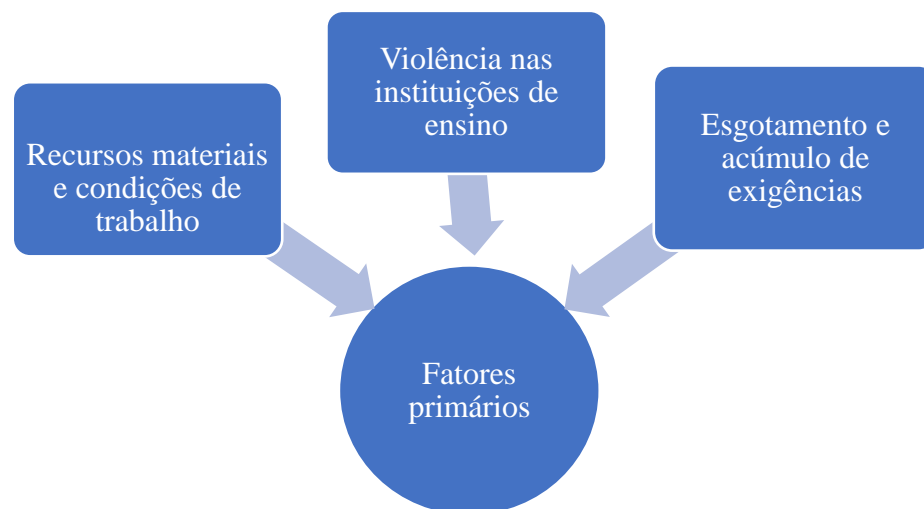 Violência nas
instituições de
ensino
Recursos materiais
e condições de
trabalho
Esgotamento e
acúmulo de
exigências
Fatores
primários